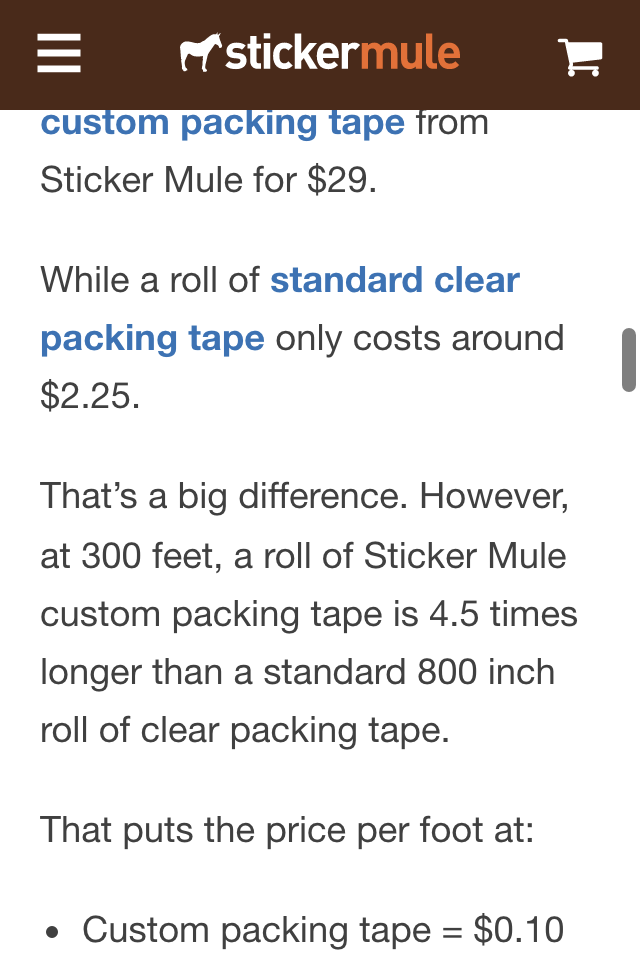 stickermule
custom packing tape from
Sticker Mule for $29.
While a roll of standard clear
packing tape only costs around
$2.25.
That’s a big difference. However,
at 300 feet, a roll of Sticker Mule
custom packing tape is 4.5 times
longer than a standard 800 inch
roll of clear packing tape.
That puts the price per foot at:
• Custom packing tape = $0.10